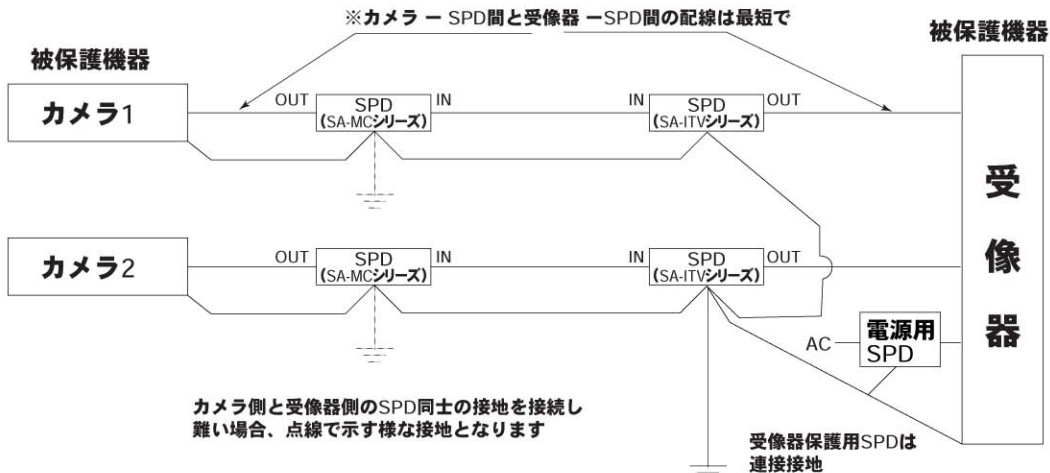 ※カメラ － SPD間と受像器 －SPD間の配線は最短で
被保護機器
被保護機器
カメラ1
OUT
SPD
(SA-MCシリーズ)
IN
IN
SPD
(SA-ITVシリーズ)
OUT
受像器
カメラ2
OUT
SPD
(SA-MCシリーズ)
IN
IN
SPD
(SA-ITVシリーズ)
OUT
AC
電源用
SPD
カメラ側と受像器側のSPD同士の接地を接続し
難い場合、点線で示す様な接地となります
受像器保護用SPDは
連接接地